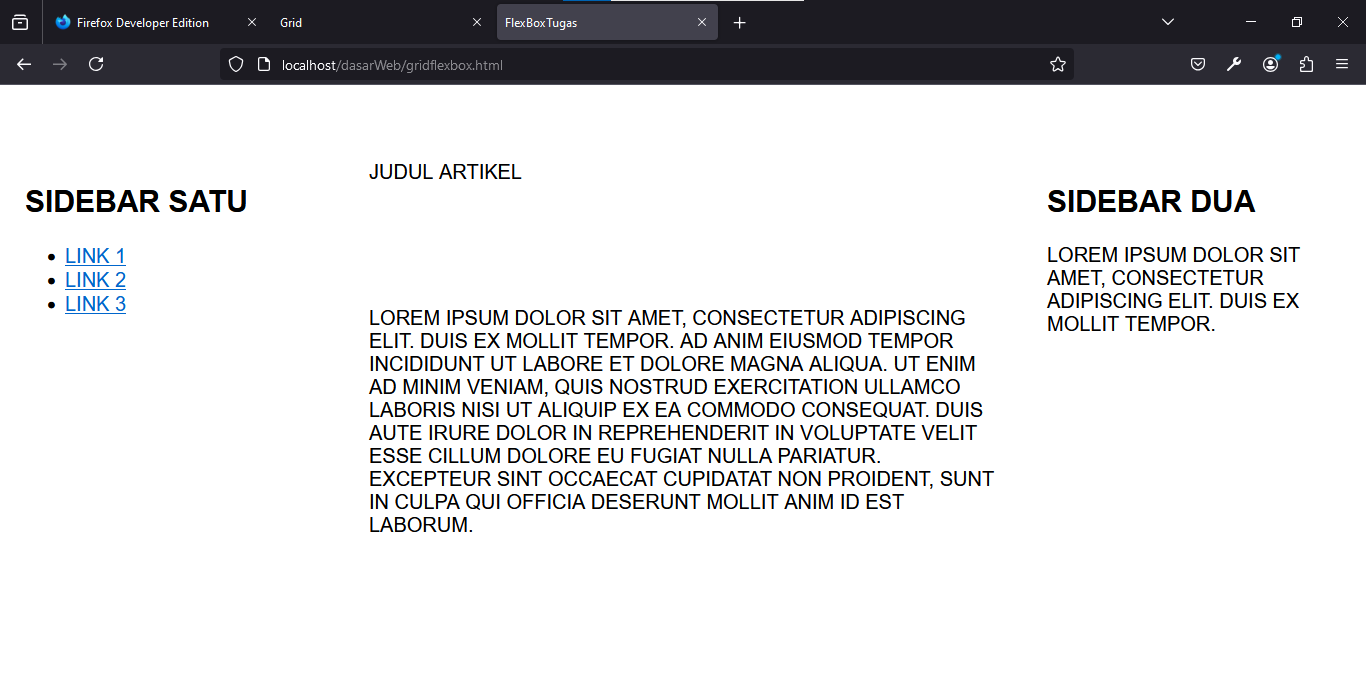 Firefox Developer Edition
Grid
FlexBoxTugas
localhost/dasarWeb/gridflexbox.html
SIDEBAR SATU
LINK 1
LINK 2
LINK 3
JUDUL ARTIKEL
LOREM IPSUM DOLOR SIT AMET, CONSECTETUR ADIPISCING
ELIT. DUIS EX MOLLIT TEMPOR. AD ANIM EIUSMOD TEMPOR
INCIDIDUNT UT LABORE ET DOLORE MAGNA ALIQUA. UT ENIM
AD MINIM VENIAM, QUIS NOSTRUD EXERCITATION ULLAMCO
LABORIS NISI UT ALIQUIP EX EA COMMODO CONSEQUAT. DUIS
AUTE IRURE DOLOR IN REPREHENDERIT IN VOLUPTATE VELIT
ESSE CILLUM DOLORE EU FUGIAT NULLA PARIATUR.
EXCEPTEUR SINT OCCAECAT CUPIDATAT NON PROIDENT, SUNT
IN CULPA QUI OFFICIA DESERUNT MOLLIT ANIM ID EST
LABORUM.
SIDEBAR DUA
LOREM IPSUM DOLOR SIT
AMET, CONSECTETUR
ADIPISCING ELIT. DUIS EX
MOLLIT TEMPOR.